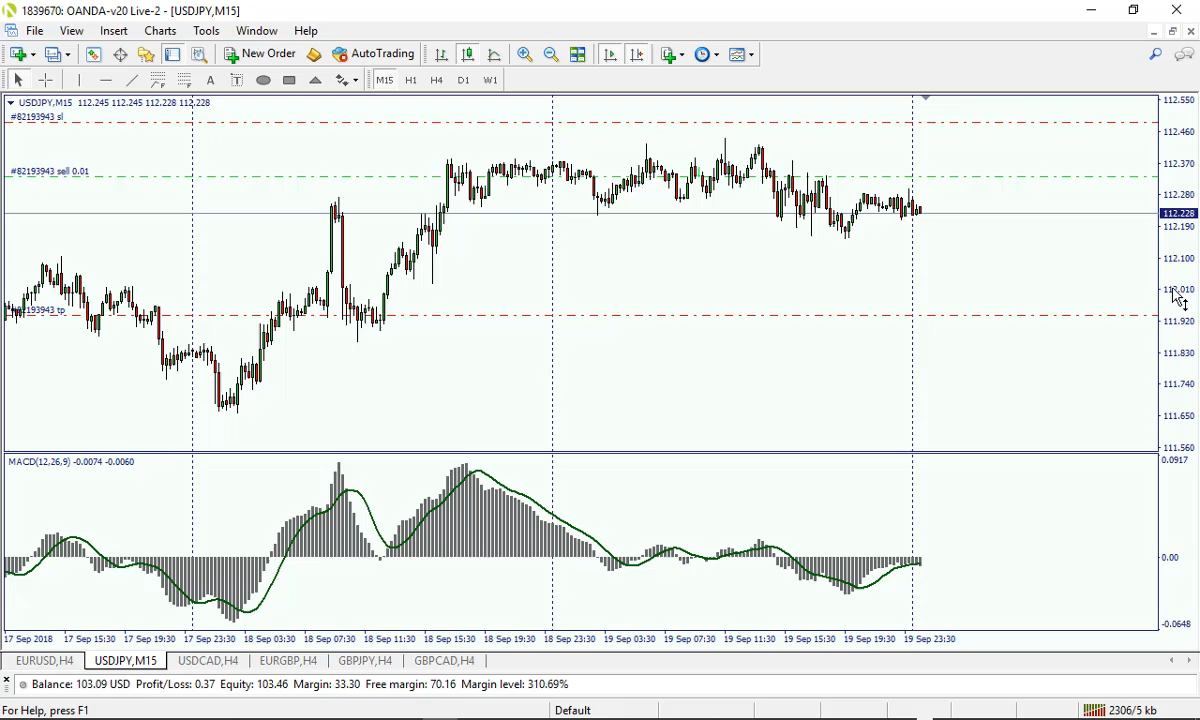 1839670: OANDA-v20 Live-2 - [USDJPY,M15]
File View Insert Charts Tools Window Help
New Order AutoTrading
A T M15 H1 H4 D1 W1
USDJPY,M15 112.245 112.245 112.228 112.228
#82193943 sl
#82193943 sell 0.01
#82193943 tp
112.550
112.460
112.370
112.280
112.228
112.190
112.100
111.920
111.830
111.740
111.650
111.560
MACD(12,26,9) -0.0074 -0.0060
0.0917
0.00
-0.0648
17 Sep 2018 17 Sep 15:30 17 Sep 19:30 17 Sep 23:30 18 Sep 03:30 18 Sep 07:30 18 Sep 11:30 18 Sep 15:30 18 Sep 19:30 18 Sep 23:30 19 Sep 03:30 19 Sep 07:30 19 Sep 11:30 19 Sep 15:30 19 Sep 19:30 19 Sep 23:30
EURUSD,H4 USDJPY,M15 USDCAD,H4 EURGBP,H4 GBPJPY,H4 GBPCAD,H4
Balance: 103.09 USD Profit/Loss: 0.37 Equity: 103.46 Margin: 33.30 Free margin: 70.16 Margin level: 310.69%
For Help, press F1 Default 2306/5 kb